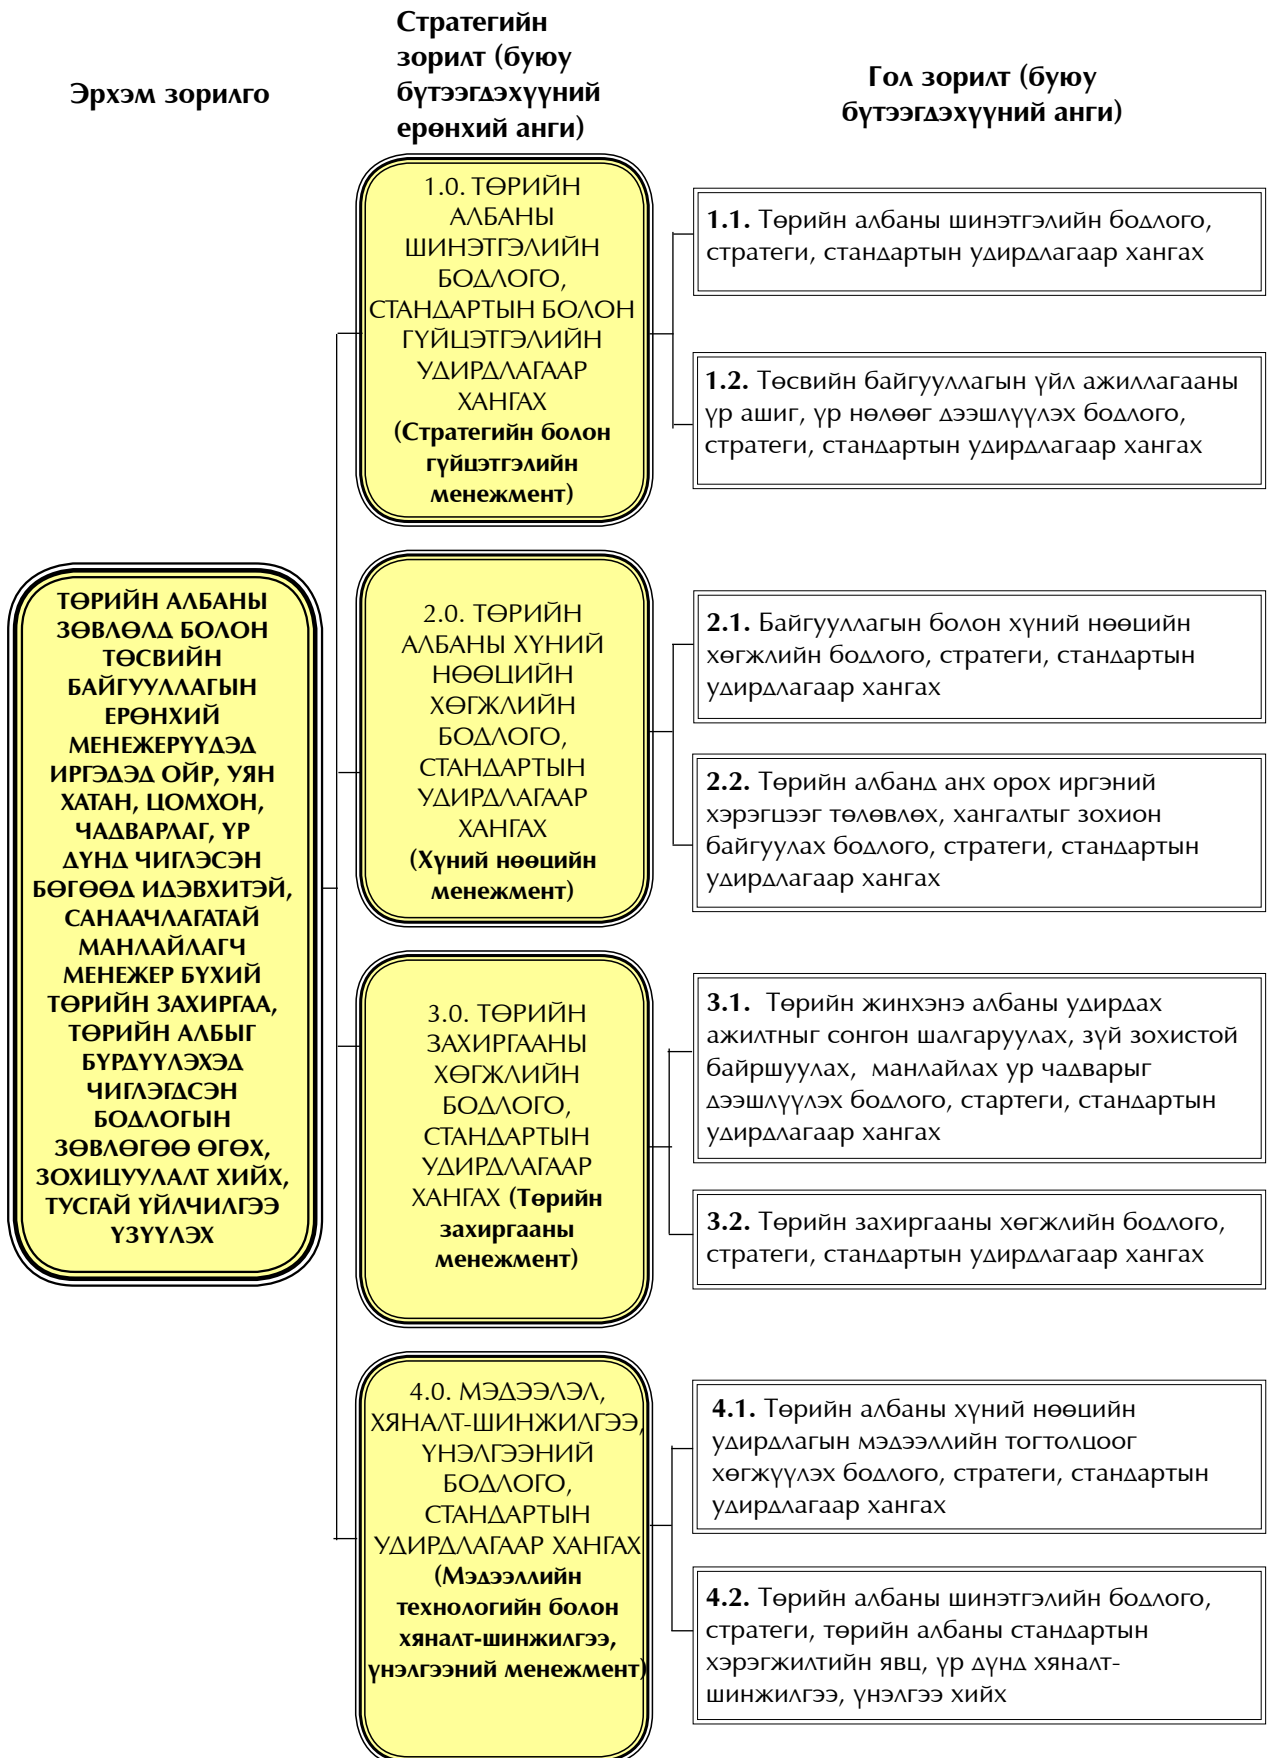 Эрхэм зорилго
Стратегийн
зорилт (буюу
бүтээгдэхүүний
ерөнхий анги)
Гол зорилт (буюу
бүтээгдэхүүний анги)
ТӨРИЙН АЛБАНЫ
ЗӨВЛӨЛД БОЛОН
ТӨСВИЙН
БАЙГУУЛЛАГЫН
ЕРӨНХИЙ
МЕНЕЖЕРҮҮДЭД
ИРГЭДЭД ОЙР, УЯН
ХАТАН, ЦОМХОН,
ЧАДВАРЛАГ, ҮР
ДҮНД ЧИГЛЭСЭН
БӨГӨӨД ИДЭВХИТЭЙ,
САНААЧЛАГАТАЙ
МАНЛАЙЛАГЧ
МЕНЕЖЕР БҮХИЙ
ТӨРИЙН ЗАХИРГАА,
ТӨРИЙН АЛБЫГ
БҮРДҮҮЛЭХЭД
ЧИГЛЭГДСЭН
БОДЛОГЫН
ЗӨВЛӨГӨӨ ӨГӨХ,
ЗОХИЦУУЛАЛТ ХИЙХ,
ТУСГАЙ ҮЙЛЧИЛГЭЭ
ҮЗҮҮЛЭХ
1.0. ТӨРИЙН
АЛБАНЫ
ШИНЭТГЭЛИЙН
БОДЛОГО,
СТАНДАРТЫН БОЛОН
ГҮЙЦЭТГЭЛИЙН
УДИРДЛАГААР
ХАНГАХ
(Стратегийн болон
гүйцэтгэлийн
менежмент)
1.1. Төрийн албаны шинэтгэлийн бодлого,
стратеги, стандартын удирдлагаар хангах
1.2. Төсвийн байгууллагын үйл ажиллагааны
үр ашиг, үр нөлөөг дээшлүүлэх бодлого,
стратеги, стандартын удирдлагаар хангах
2.0. ТӨРИЙН
АЛБАНЫ ХҮНИЙ
НӨӨЦИЙН
ХӨГЖЛИЙН
БОДЛОГО,
СТАНДАРТЫН
УДИРДЛАГААР
ХАНГАХ
(Хүний нөөцийн
менежмент)
2.1. Байгууллагын болон хүний нөөцийн
хөгжлийн бодлого, стратеги, стандартын
удирдлагаар хангах
2.2. Төрийн албанд анх орох иргэний
хэрэгцээг төлөвлөх, хангалтыг зохион
байгуулах бодлого, стратеги, стандартын
удирдлагаар хангах
3.0. ТӨРИЙН
ЗАХИРГААНЫ
ХӨГЖЛИЙН
БОДЛОГО,
СТАНДАРТЫН
УДИРДЛАГААР
ХАНГАХ (Төрийн
захиргааны
менежмент)
3.1. Төрийн жинхэнэ албаны удирдах
ажилтныг сонгон шалгаруулах, зүй зохистой
байршуулах, манлайлах ур чадварыг
дээшлүүлэх бодлого, стартеги, стандартын
удирдлагаар хангах
3.2. Төрийн захиргааны хөгжлийн бодлого,
стратеги, стандартын удирдлагаар хангах
4.0. МЭДЭЭЛЭЛ,
ХЯНАЛТ-ШИНЖИЛГЭЭ,
ҮНЭЛГЭЭНИЙ
БОДЛОГО,
СТАНДАРТЫН
УДИРДЛАГААР ХАНГАХ
(Мэдээллийн
технологийн болон
хяналт-шинжилгээ,
үнэлгээний менежмент)
4.1. Төрийн албаны хүний нөөцийн
удирдлагын мэдээллийн тогтолцоог
хөгжүүлэх бодлого, стратеги, стандартын
удирдлагаар хангах
4.2. Төрийн албаны шинэтгэлийн бодлого,
стратеги, төрийн албаны стандартын
хэрэгжилтийн явц, үр дүнд хяналт-
шинжилгээ, үнэлгээ хийх